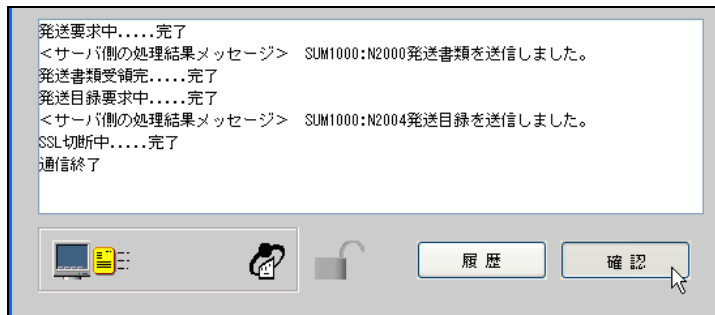 発送要求中.....完了
<サーバ側の処理結果メッセージ>　SUM1000:N2000発送書類を送信しました。
発送書類受領完.....完了
発送目録要求中.....完了
<サーバ側の処理結果メッセージ>　SUM1000:N2004発送目録を送信しました。
SSL切断中.....完了
通信終了
履 歴
確 認